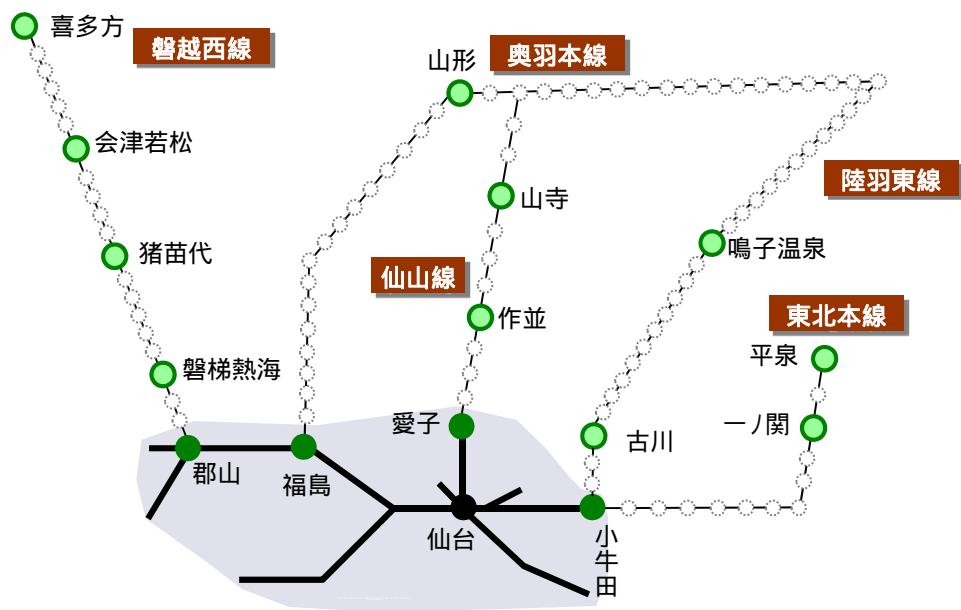 喜多方
磐越西線
奥羽本線
山形
会津若松
陸羽東線
山寺
猪苗代
鳴子温泉
仙山線
作並
東北本線
平泉
磐梯熱海
愛子
一ノ関
古川
郡山
福島
仙台
小牛田